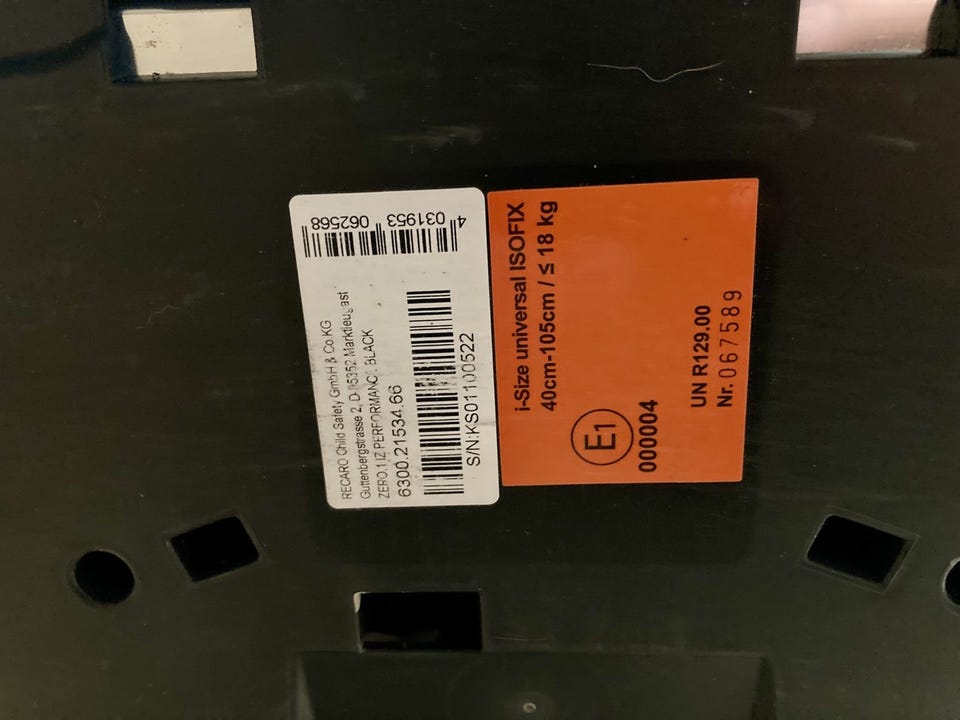 RECARO Child Safety GmbH & Co.KG
Guttenbergstrasse 2, D-95352 Marktleugast
ZERO.1 IZ PERFORMANCE BLACK
6300.21534.66
S/N:KS01100522
4 031953 062568
i-Size universal ISOFIX
40cm-105cm / ≤ 18 kg
E1
000004
UN R129.00
Nr. 067589